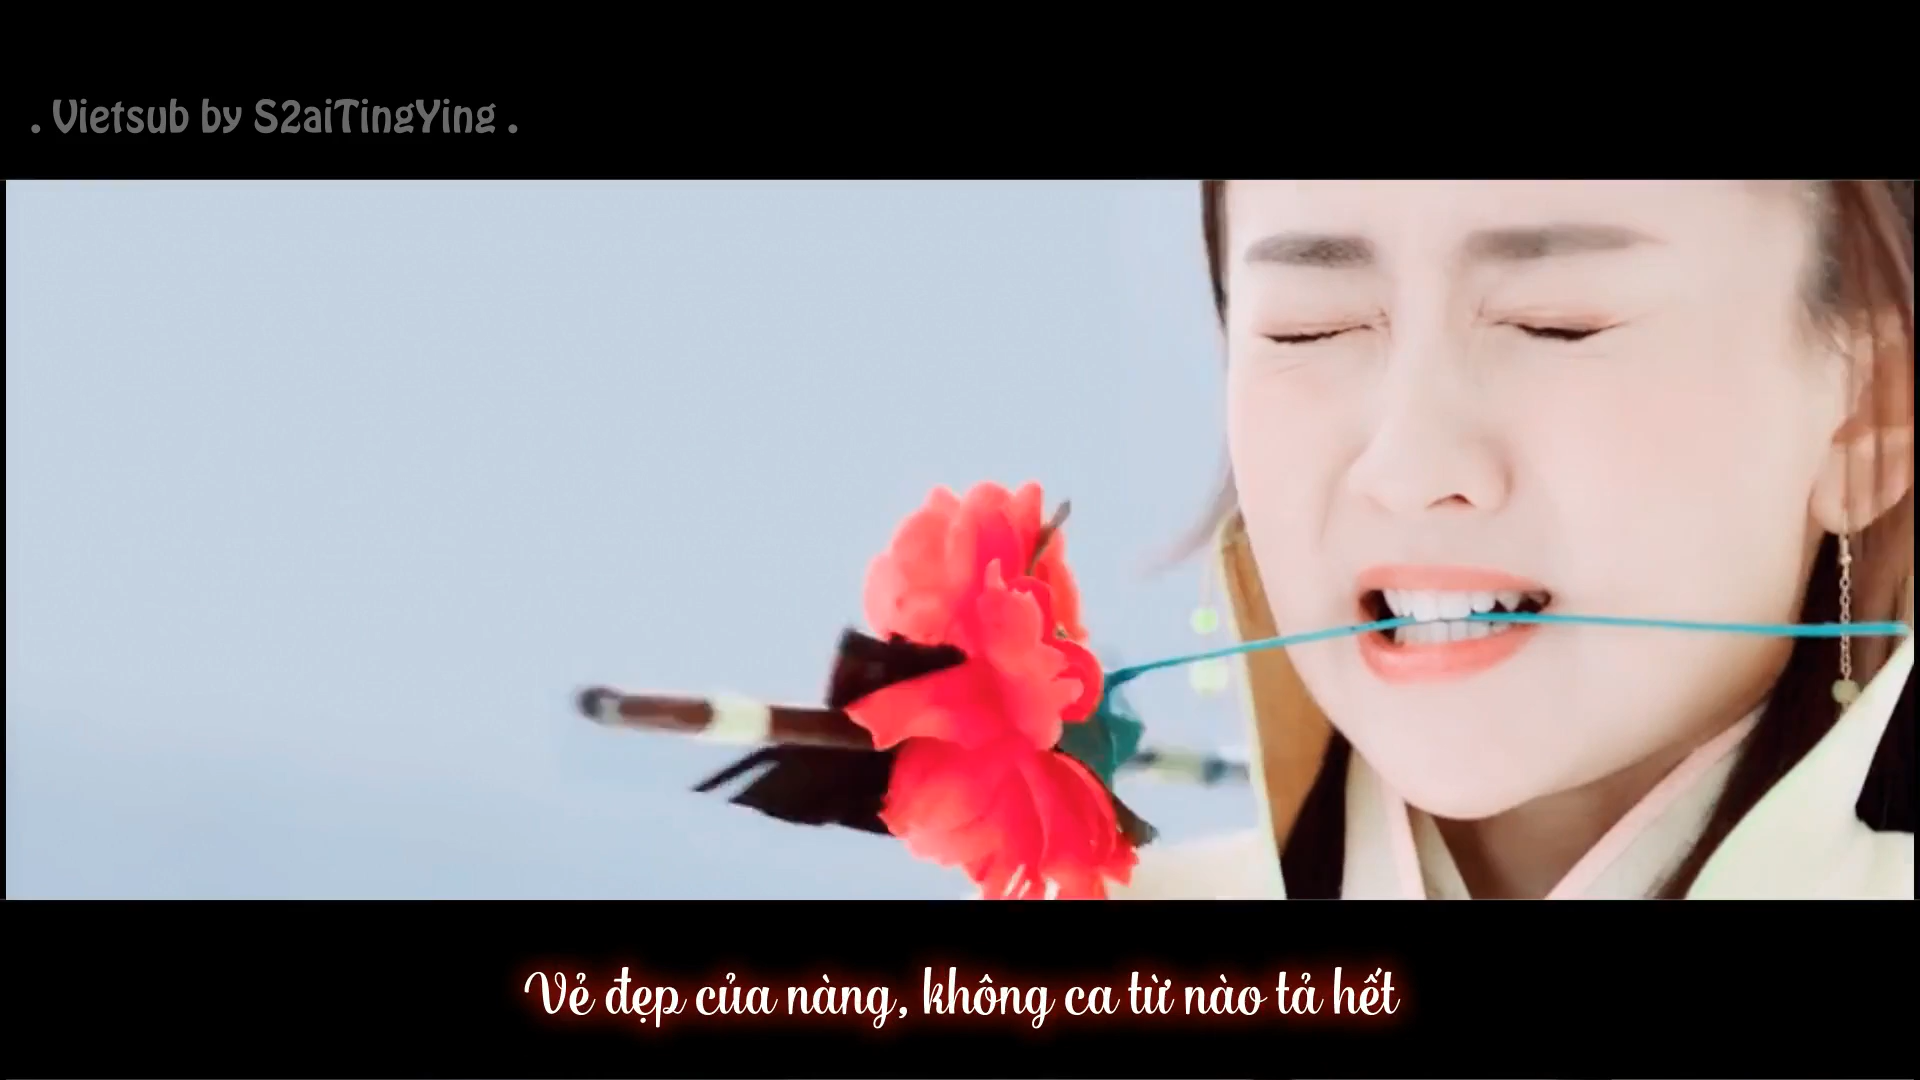 . Vietsub by S2aiTingYing .
Vẻ đẹp của nàng, không ca từ nào tả hết